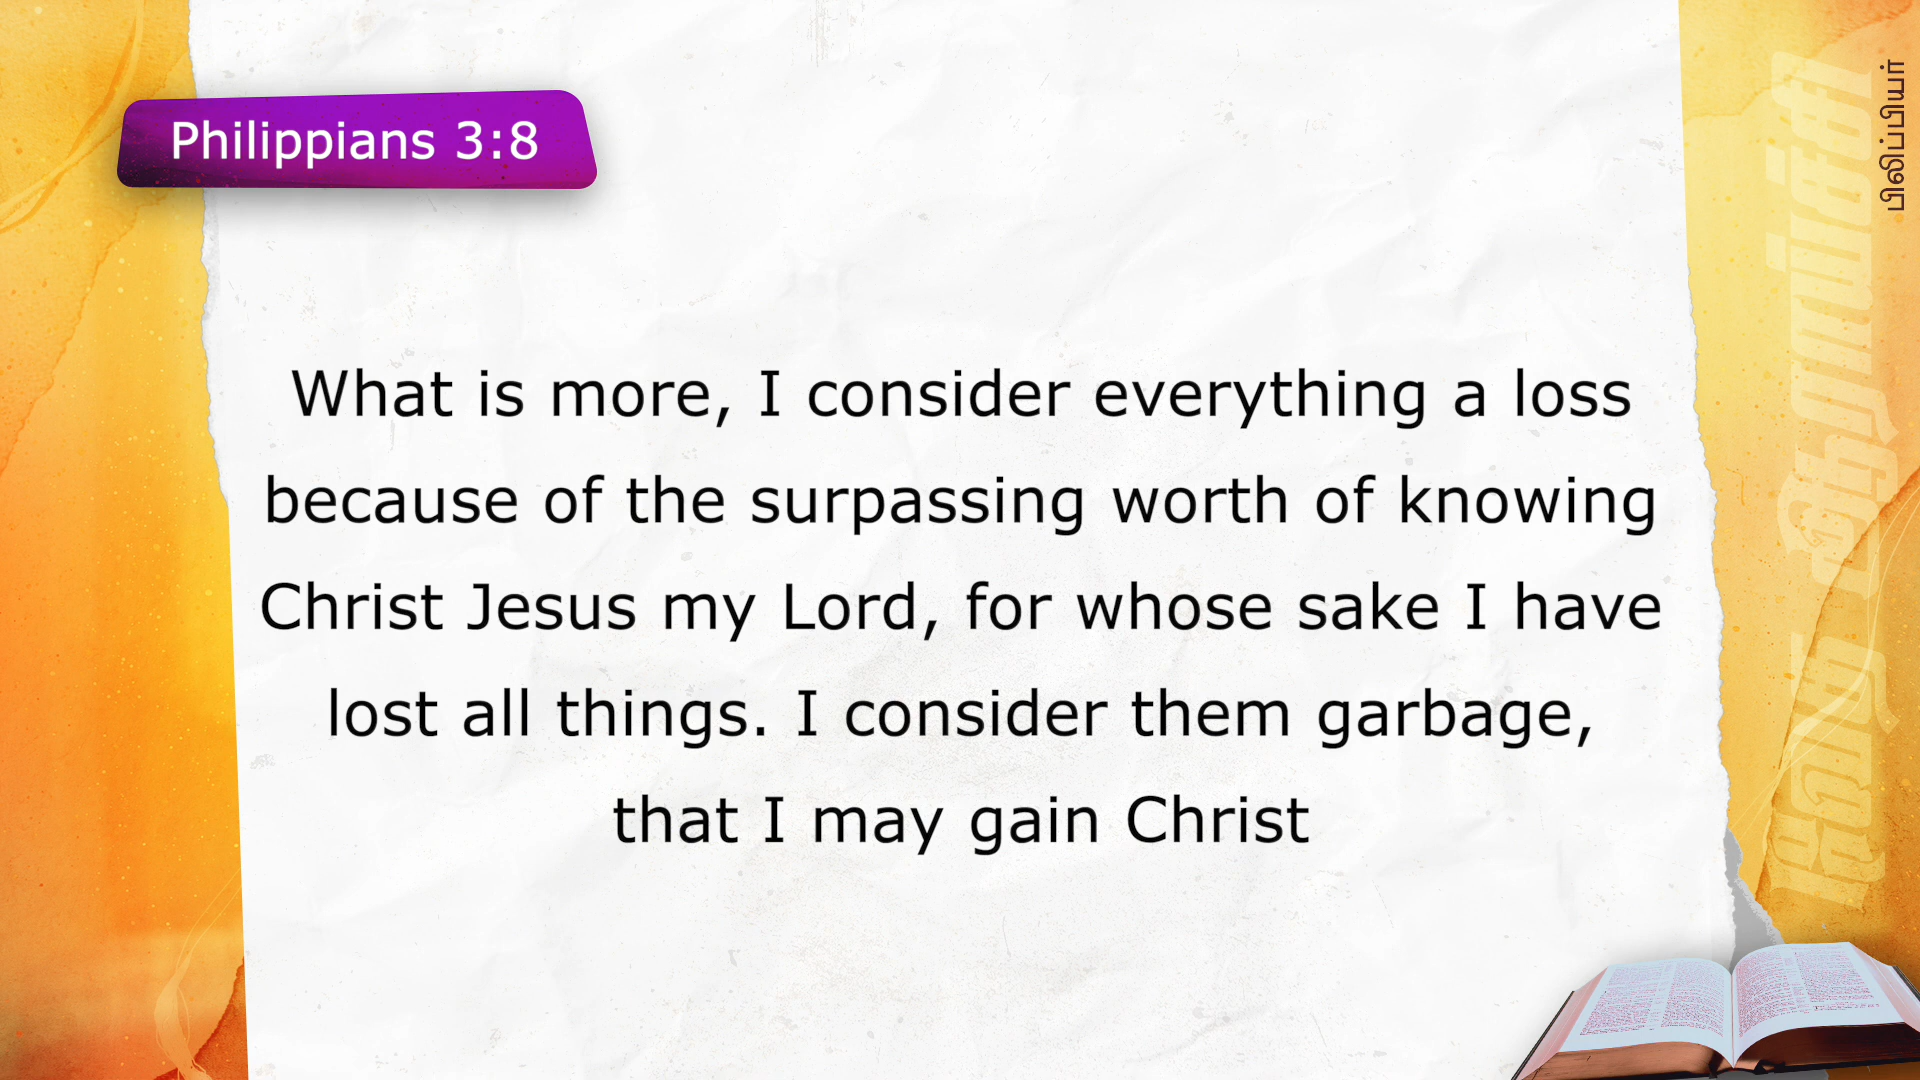 Philippians 3:8
What is more, I consider everything a loss
because of the surpassing worth of knowing
Christ Jesus my Lord, for whose sake I have
lost all things. I consider them garbage,
that I may gain Christ
பிலிப்பியர்